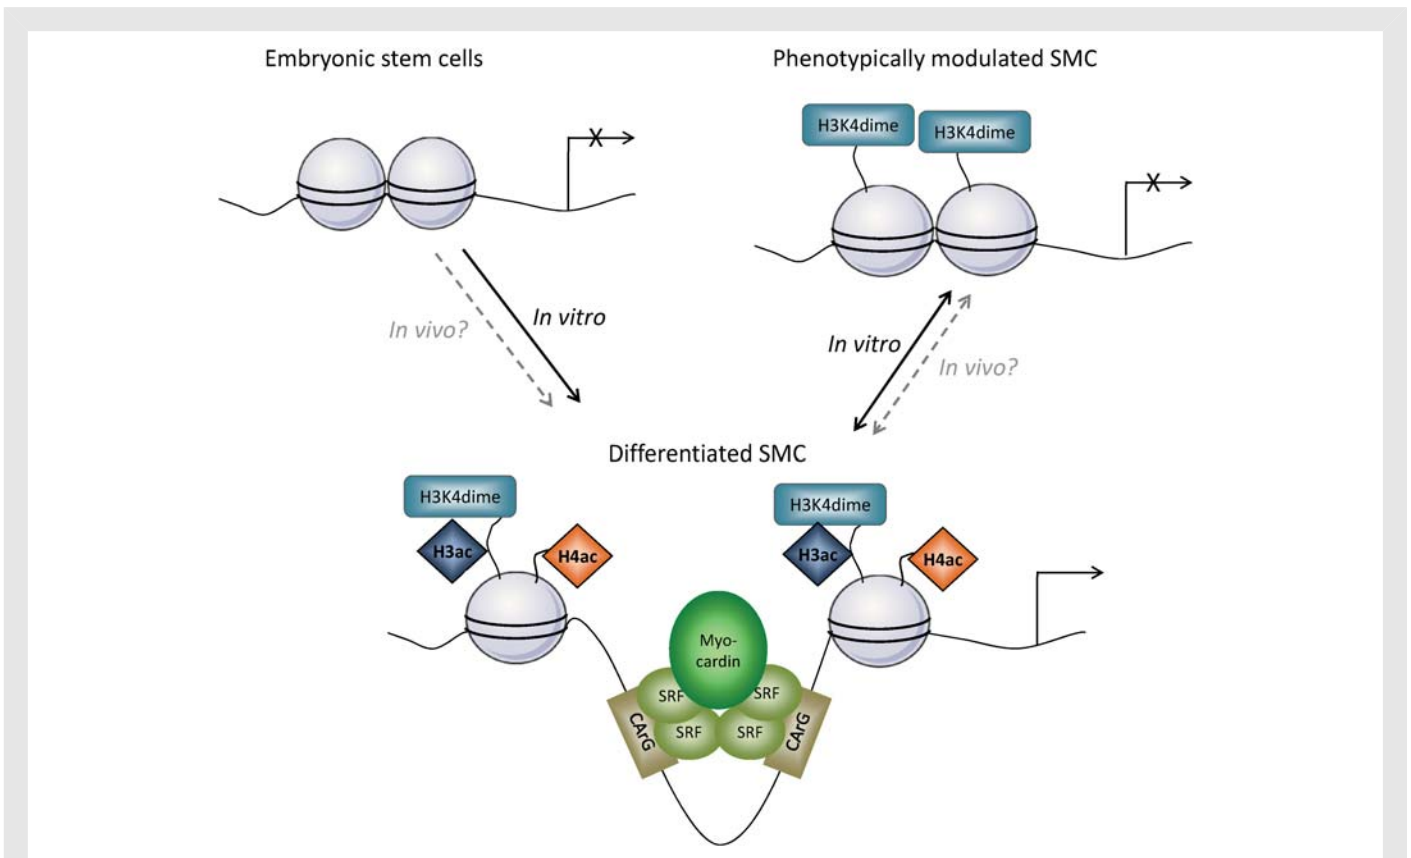 Embryonic stem cells
Phenotypically modulated SMC
H3K4dime
H3K4dime
X
X
In vivo?
In vitro
In vitro
In vivo?
Differentiated SMC
H3K4dime
H3ac
H4ac
H3K4dime
H3ac
H4ac
Myo-
cardin
SRF
SRF
CArG
SRF
SRF
CArG